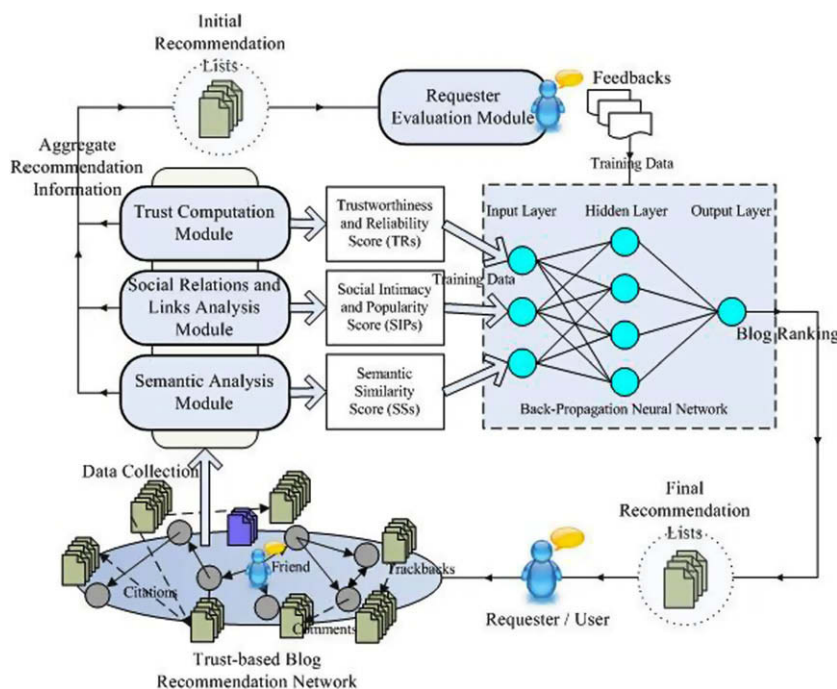 Initial
Recommendation
Lists
Requester
Evaluation Module
Feedbacks
Training Data
Aggregate
Recommendation
Information
Trust Computation
Module
Trustworthiness
and Reliability
Score (TRs)
Input Layer
Hidden Layer
Output Layer
Training Data
Social Relations and
Links Analysis
Module
Social Intimacy
and Popularity
Score (SIPs)
Blog Ranking
Semantic Analysis
Module
Semantic
Similarity
Score (SSs)
Back-Propagation Neural Network
Data Collection
Final
Recommendation
Lists
Friend
Trackbacks
Citations
Comments
Requester / User
Trust-based Blog
Recommendation Network